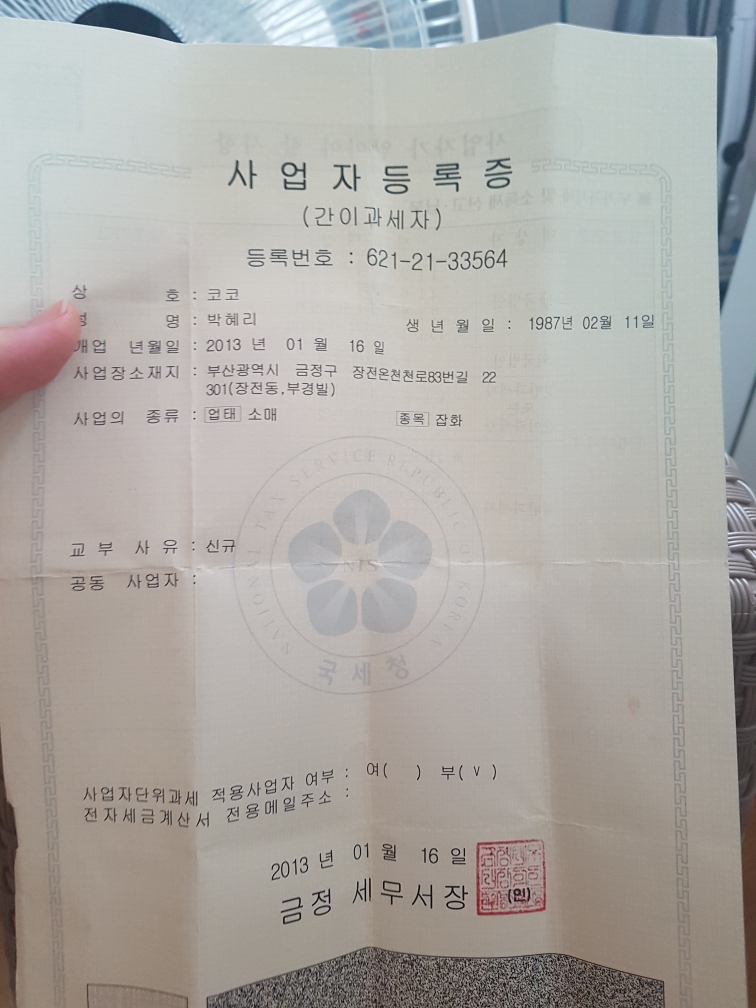 사업자등록증
(간이과세자)
등록번호 : 621-21-33564
상 호 : 코코
성 명 : 박혜리 생 년 월 일 : 1987년 02월 11일
개업 년월일 : 2013 년 01 월 16 일
사업장소재지 : 부산광역시 금정구 장전온천천로83번길 22
301(장전동,부경빌)
사업의 종류 : 업태 소매 종목 잡화
NATIONAL TAX SERVICE REPUBLIC OF KOREA
NTS
교 부 사 유 : 신규
공동 사업자 :
국세청
사업자단위과세 적용사업자 여부 : 여( ) 부( v )
전자세금계산서 전용메일주소 :
2013 년 01 월 16 일
금정 세무서장 (인)